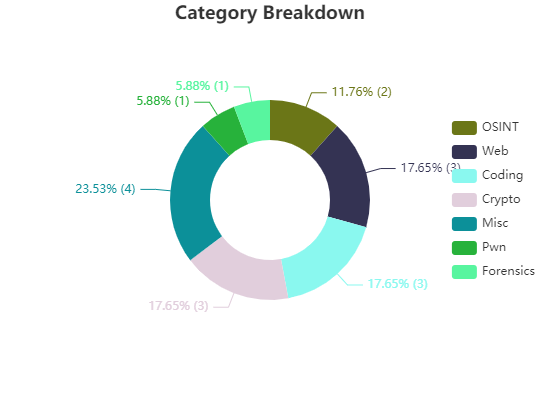 Category Breakdown
5.88% (1)
11.76% (2)
5.88% (1)
17.65% (3)
23.53% (4)
17.65% (3)
17.65% (3)
OSINT
Web
Coding
Crypto
Misc
Pwn
Forensics